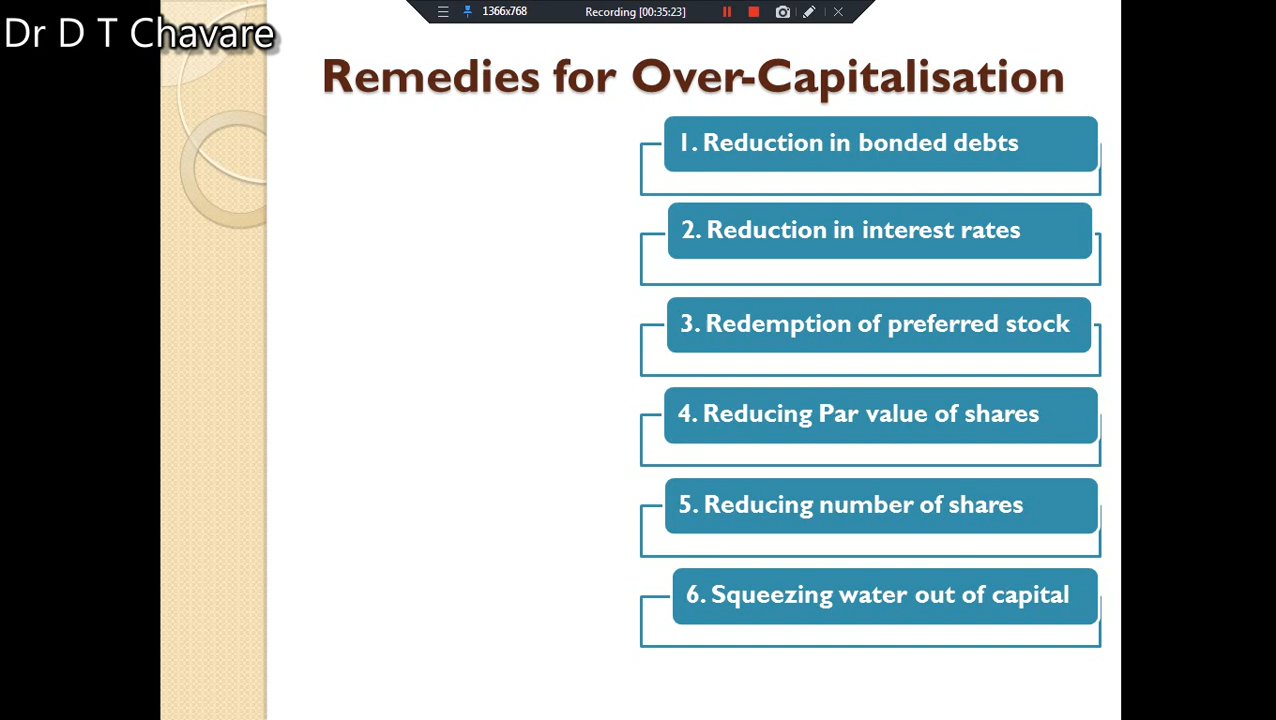 1366x768 Recording [00:35:23]
Dr D T Chavare
Remedies for Over-Capitalisation
1. Reduction in bonded debts
2. Reduction in interest rates
3. Redemption of preferred stock
4. Reducing Par value of shares
5. Reducing number of shares
6. Squeezing water out of capital